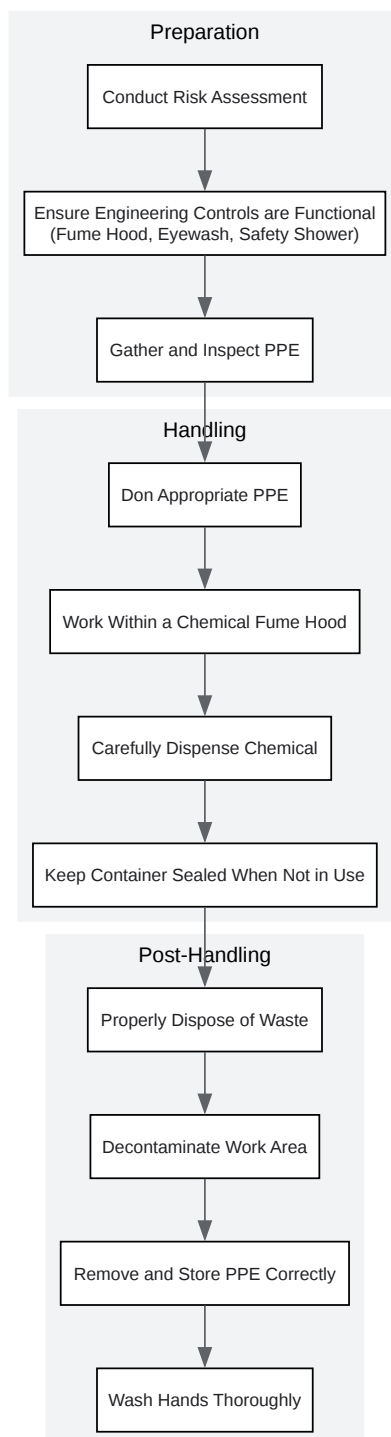 Preparation
Conduct Risk Assessment
Ensure Engineering Controls are Functional
(Fume Hood, Eyewash, Safety Shower)
Gather and Inspect PPE
Handling
Don Appropriate PPE
Work Within a Chemical Fume Hood
Carefully Dispense Chemical
Keep Container Sealed When Not in Use
Post-Handling
Properly Dispose of Waste
Decontaminate Work Area
Remove and Store PPE Correctly
Wash Hands Thoroughly